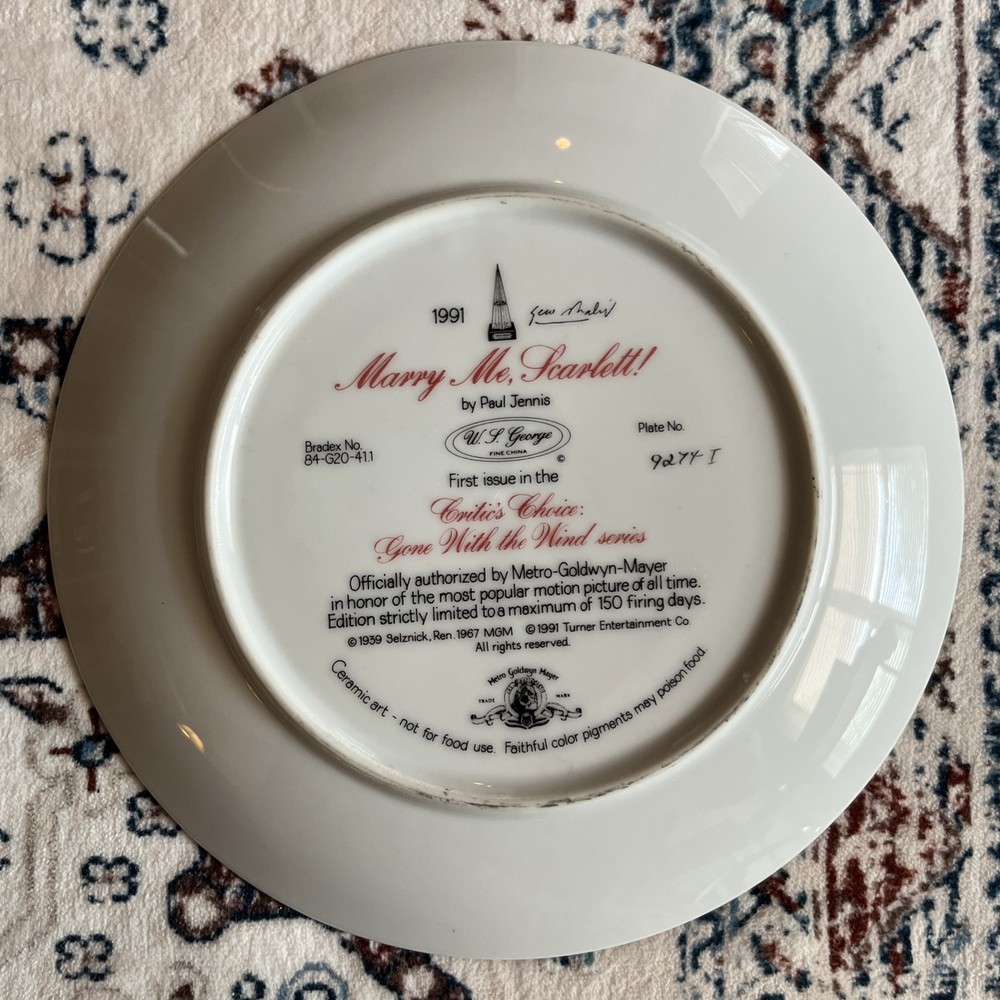 1991
Marry Me, Scarlett!
by Paul Jennis
Bradex No.
84-G20-41.1
W. S. George
FINE CHINA
©
Plate No.
9274 I
First issue in the
Critic's Choice:
Gone With the Wind series
Officially authorized by Metro-Goldwyn-Mayer
in honor of the most popular motion picture of all time.
Edition strictly limited to a maximum of 150 firing days.
© 1939 Selznick, Ren. 1967 MGM © 1991 Turner Entertainment Co
All rights reserved.
Metro Goldwyn Mayer
TRADE MARK
Ceramic art - not for food use. Faithful color pigments may poison food.